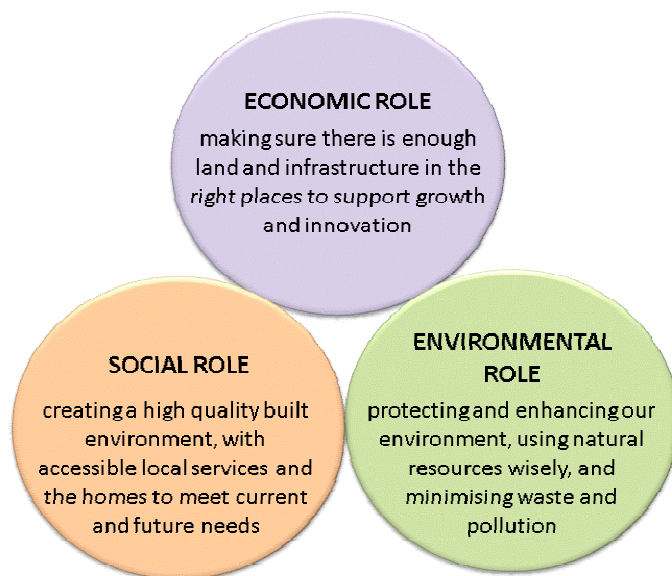 ECONOMIC ROLE
making sure there is enough
land and infrastructure in the
right places to support growth
and innovation
SOCIAL ROLE
creating a high quality built
environment, with
accessible local services and
the homes to meet current
and future needs
ENVIRONMENTAL
ROLE
protecting and enhancing our
environment, using natural
resources wisely, and
minimising waste and
pollution